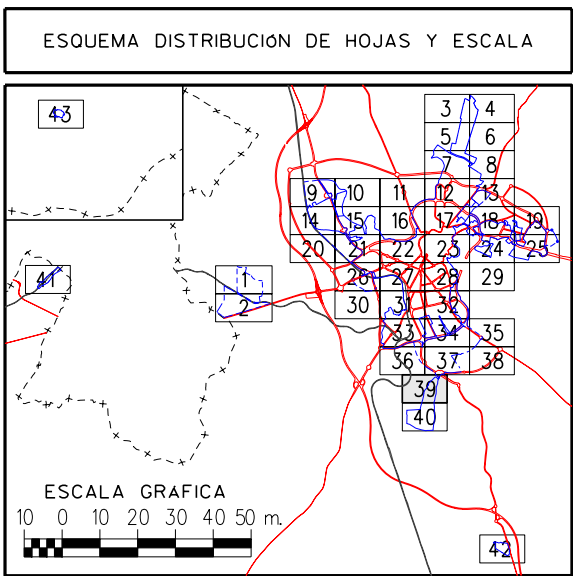 ESQUEMA DISTRIBUCIóN DE HOJAS Y ESCALA
43
3 4
5 6
7 8
9 10 11 12 13
14 15 16 17 18 19
20 21 22 23 24 25
41 1 26 27 28 29
2 30 31 32
33 34 35
36 37 38
39
40
ESCALA GRÁFICA
10 0 10 20 30 40 50 m.
42